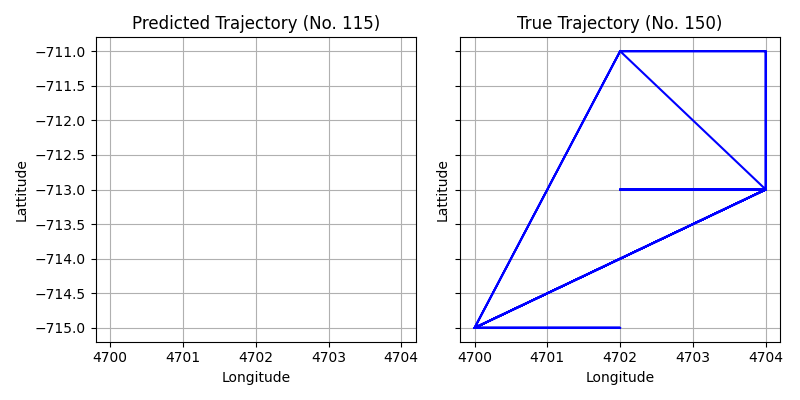 Predicted Trajectory (No. 115)
True Trajectory (No. 150)
−711.0
−711.5
−712.0
−712.5
−713.0
−713.5
−714.0
−714.5
−715.0
Lattitude
Lattitude
4700 4701 4702 4703 4704
4700 4701 4702 4703 4704
Longitude
Longitude